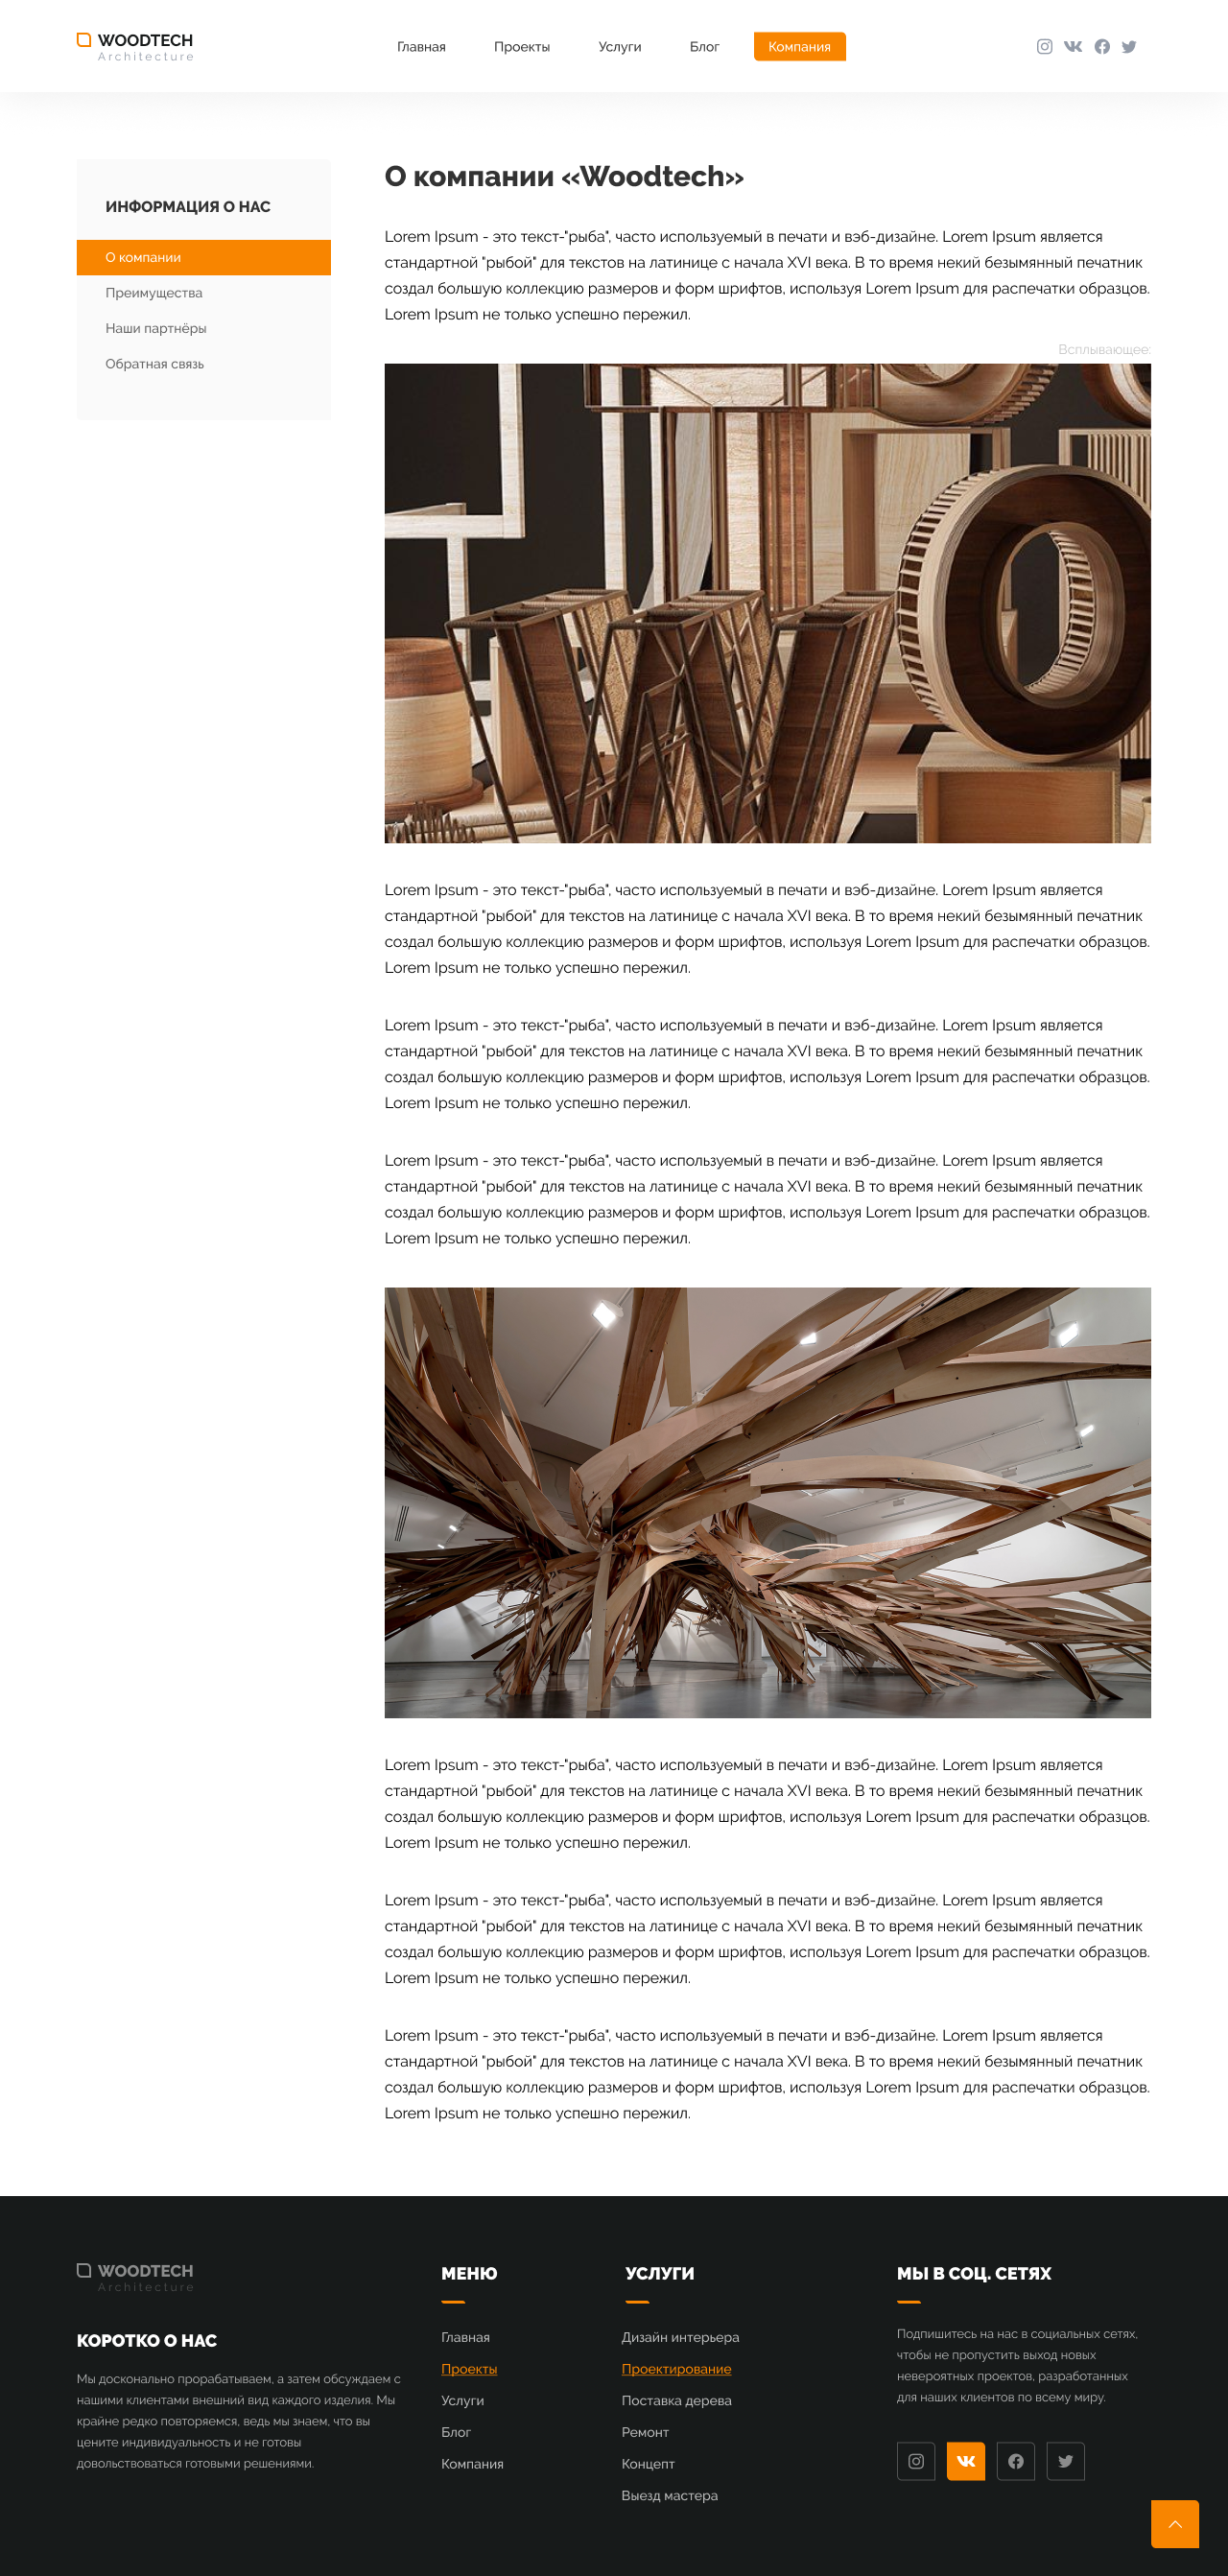 WOODTECH
Architecture
Главная
Проекты
Услуги
Блог
Компания
ИНФОРМАЦИЯ О НАС
О компании
Преимущества
Наши партнёры
Обратная связь
О компании «Woodtech»
Lorem Ipsum - это текст-"рыба", часто используемый в печати и вэб-дизайне. Lorem Ipsum является
стандартной "рыбой" для текстов на латинице с начала XVI века. В то время некий безымянный печатник
создал большую коллекцию размеров и форм шрифтов, используя Lorem Ipsum для распечатки образцов.
Lorem Ipsum не только успешно пережил.
Всплывающее:
Lorem Ipsum - это текст-"рыба", часто используемый в печати и вэб-дизайне. Lorem Ipsum является
стандартной "рыбой" для текстов на латинице с начала XVI века. В то время некий безымянный печатник
создал большую коллекцию размеров и форм шрифтов, используя Lorem Ipsum для распечатки образцов.
Lorem Ipsum не только успешно пережил.
Lorem Ipsum - это текст-"рыба", часто используемый в печати и вэб-дизайне. Lorem Ipsum является
стандартной "рыбой" для текстов на латинице с начала XVI века. В то время некий безымянный печатник
создал большую коллекцию размеров и форм шрифтов, используя Lorem Ipsum для распечатки образцов.
Lorem Ipsum не только успешно пережил.
Lorem Ipsum - это текст-"рыба", часто используемый в печати и вэб-дизайне. Lorem Ipsum является
стандартной "рыбой" для текстов на латинице с начала XVI века. В то время некий безымянный печатник
создал большую коллекцию размеров и форм шрифтов, используя Lorem Ipsum для распечатки образцов.
Lorem Ipsum не только успешно пережил.
Lorem Ipsum - это текст-"рыба", часто используемый в печати и вэб-дизайне. Lorem Ipsum является
стандартной "рыбой" для текстов на латинице с начала XVI века. В то время некий безымянный печатник
создал большую коллекцию размеров и форм шрифтов, используя Lorem Ipsum для распечатки образцов.
Lorem Ipsum не только успешно пережил.
Lorem Ipsum - это текст-"рыба", часто используемый в печати и вэб-дизайне. Lorem Ipsum является
стандартной "рыбой" для текстов на латинице с начала XVI века. В то время некий безымянный печатник
создал большую коллекцию размеров и форм шрифтов, используя Lorem Ipsum для распечатки образцов.
Lorem Ipsum не только успешно пережил.
Lorem Ipsum - это текст-"рыба", часто используемый в печати и вэб-дизайне. Lorem Ipsum является
стандартной "рыбой" для текстов на латинице с начала XVI века. В то время некий безымянный печатник
создал большую коллекцию размеров и форм шрифтов, используя Lorem Ipsum для распечатки образцов.
Lorem Ipsum не только успешно пережил.
WOODTECH
Architecture
КОРОТКО О НАС
Мы досконально прорабатываем, а затем обсуждаем с
нашими клиентами внешний вид каждого изделия. Мы
крайне редко повторяемся, ведь мы знаем, что вы
цените индивидуальность и не готовы
довольствоваться готовыми решениями.
МЕНЮ
Главная
Проекты
Услуги
Блог
Компания
УСЛУГИ
Дизайн интерьера
Проектирование
Поставка дерева
Ремонт
Концепт
Выезд мастера
МЫ В СОЦ. СЕТЯХ
Подпишитесь на нас в социальных сетях,
чтобы не пропустить выход новых
невероятных проектов, разработанных
для наших клиентов по всему миру.